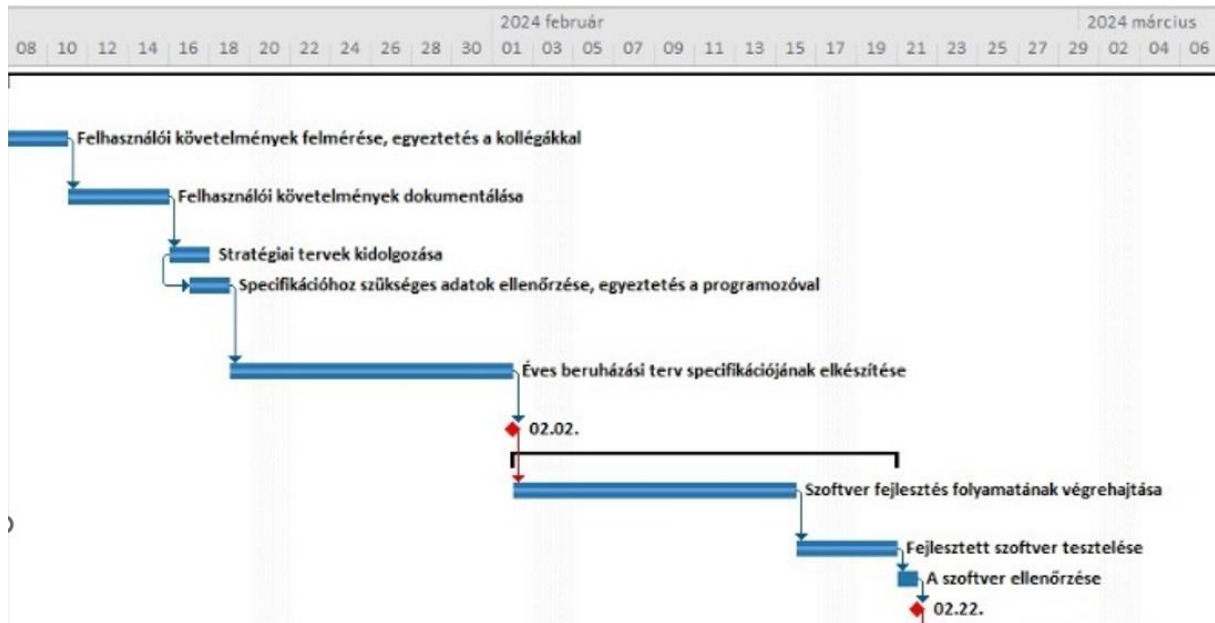 2024 február 2024 március
08 10 12 14 16 18 20 22 24 26 28 30 01 03 05 07 09 11 13 15 17 19 21 23 25 27 29 02 04 06
Felhasználói követelmények felmérése, egyeztetés a kollégákkal
Felhasználói követelmények dokumentálása
Stratégiai tervek kidolgozása
Specifikációhoz szükséges adatok ellenőrzése, egyeztetés a programozóval
Éves beruházási terv specifikációjának elkészítése
02.02.
Szoftver fejlesztés folyamatának végrehajtása
Fejlesztett szoftver tesztelése
A szoftver ellenőrzése
02.22.